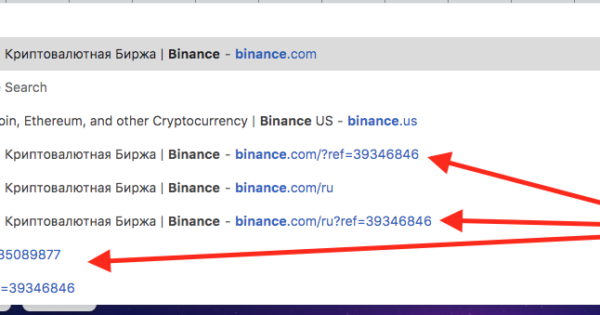 Криптовалютная Биржа | Binance - binance.com
Search
oin, Ethereum, and other Cryptocurrency | Binance US - binance.us
Криптовалютная Биржа | Binance - binance.com/?ref=39346846
Криптовалютная Биржа | Binance - binance.com/ru
Криптовалютная Биржа | Binance - binance.com/ru?ref=39346846
35089877
=39346846